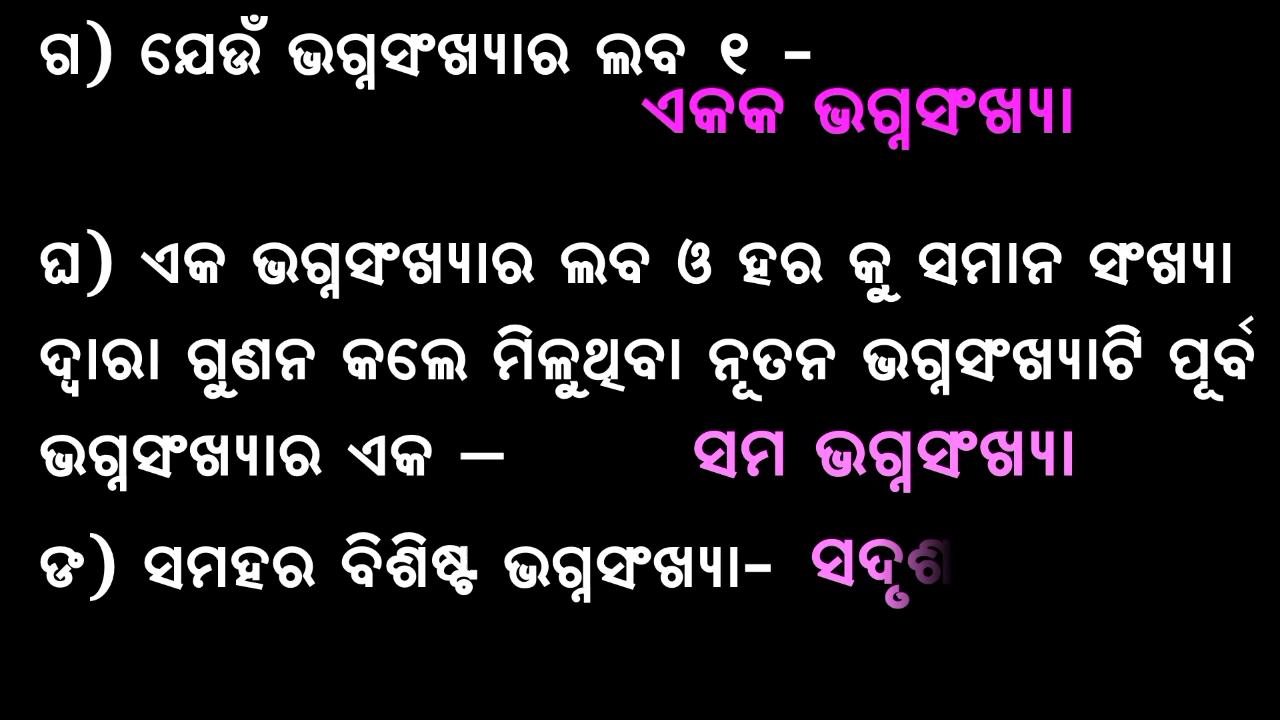 ଗ) ଯେଉଁ ଭଗ୍ନସଂଖ୍ୟାର ଲବ ୧ -
ଏକକ ଭଗ୍ନସଂଖ୍ୟା
ଘ) ଏକ ଭଗ୍ନସଂଖ୍ୟାର ଲବ ଓ ହର କୁ ସମାନ ସଂଖ୍ୟା
ଦ୍ୱାରା ଗୁଣନ କଲେ ମିଳୁଥିବା ନୂତନ ଭଗ୍ନସଂଖ୍ୟାଟି ପୂର୍ବ
ଭଗ୍ନସଂଖ୍ୟାର ଏକ — ସମ ଭଗ୍ନସଂଖ୍ୟା
ଙ) ସମହର ବିଶିଷ୍ଟ ଭଗ୍ନସଂଖ୍ୟା- ସଦୃଶ